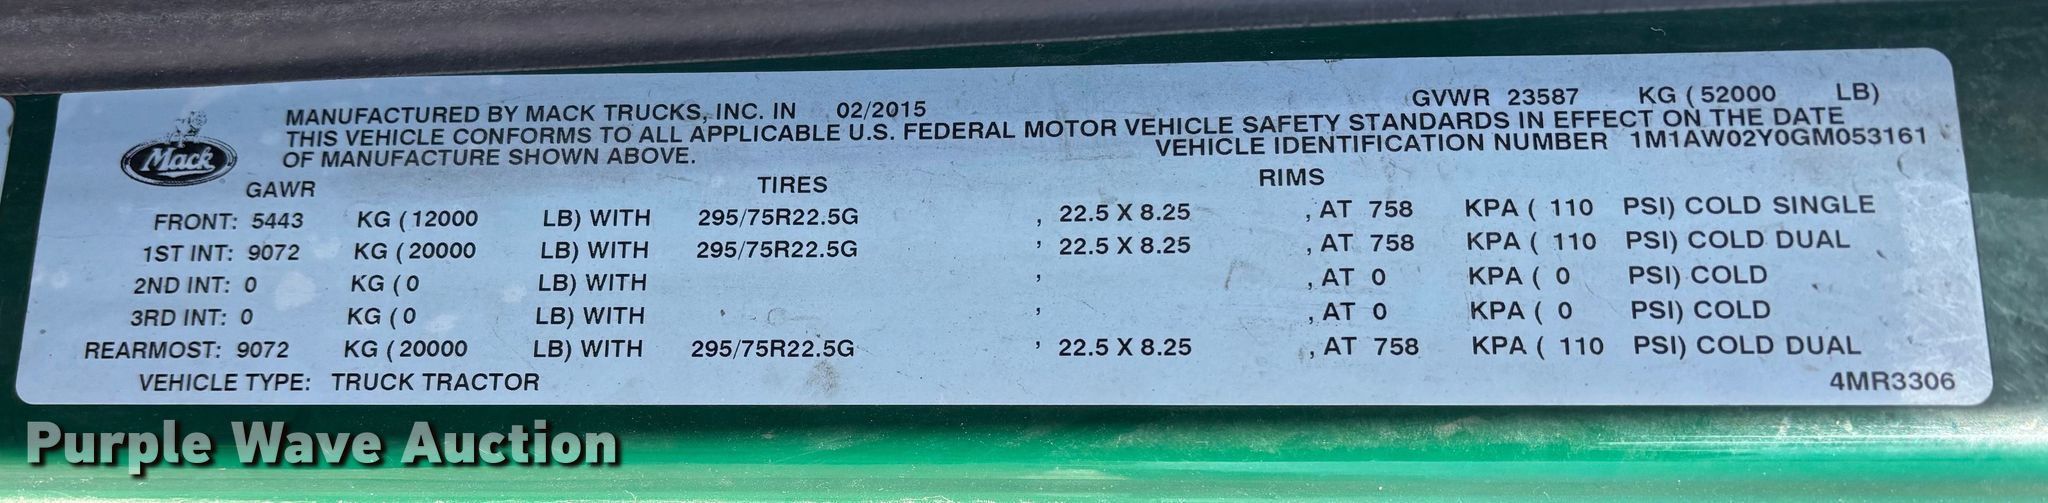 MANUFACTURED BY MACK TRUCKS, INC. IN 02/2015 GVWR 23587 KG ( 52000 LB)
THIS VEHICLE CONFORMS TO ALL APPLICABLE U.S. FEDERAL MOTOR VEHICLE SAFETY STANDARDS IN EFFECT ON THE DATE
OF MANUFACTURE SHOWN ABOVE. VEHICLE IDENTIFICATION NUMBER 1M1AW02Y0GM053161
Mack
GAWR TIRES RIMS
FRONT: 5443 KG ( 12000 LB) WITH 295/75R22.5G , 22.5 X 8.25 , AT 758 KPA ( 110 PSI) COLD SINGLE
1ST INT: 9072 KG ( 20000 LB) WITH 295/75R22.5G , 22.5 X 8.25 , AT 758 KPA ( 110 PSI) COLD DUAL
2ND INT: 0 KG ( 0 LB) WITH , , AT 0 KPA ( 0 PSI) COLD
3RD INT: 0 KG ( 0 LB) WITH , , AT 0 KPA ( 0 PSI) COLD
REARMOST: 9072 KG ( 20000 LB) WITH 295/75R22.5G , 22.5 X 8.25 , AT 758 KPA ( 110 PSI) COLD DUAL
VEHICLE TYPE: TRUCK TRACTOR 4MR3306
Purple Wave Auction